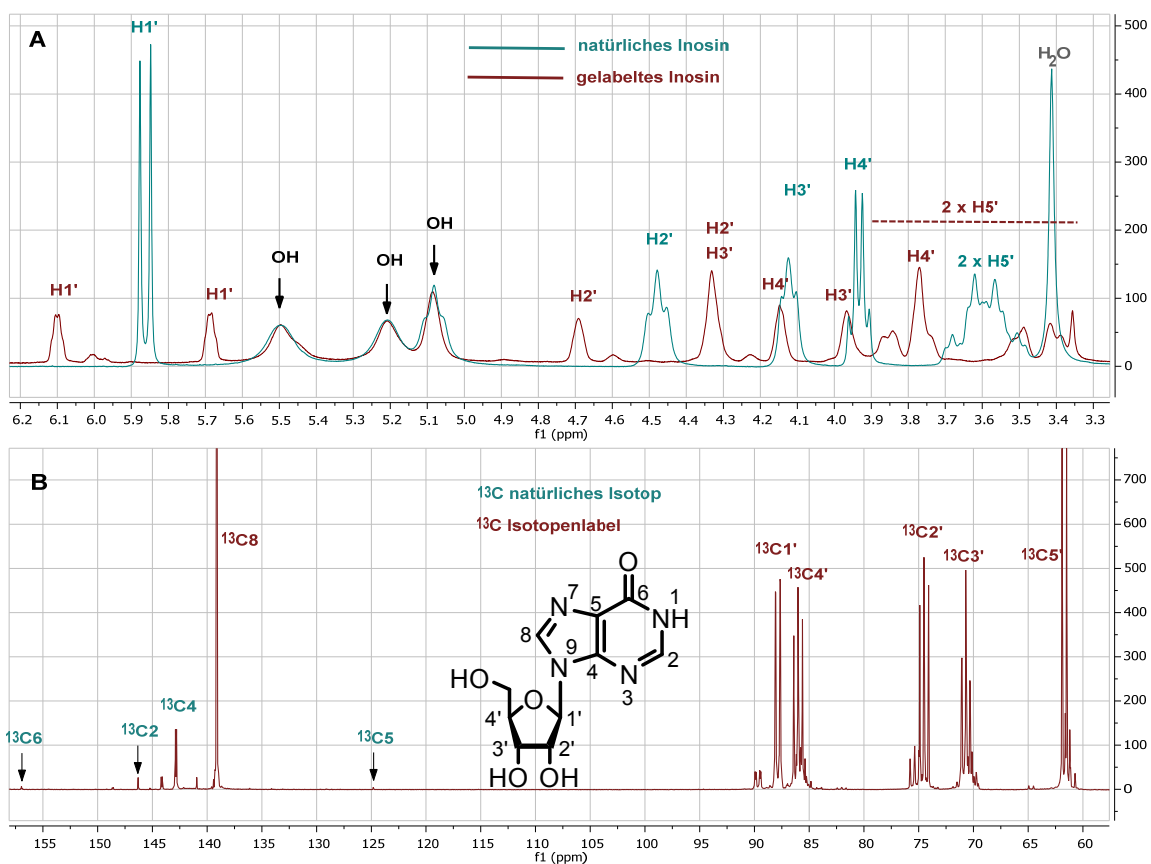 A
H1'
natürliches Inosin
gelabeltes Inosin
H₂O
500
400
300
200
100
0
H4'
H3'
2 x H5'
OH
OH
OH
H2'
H2'
H3'
H4'
2 x H5'
H1'
H1'
H2'
H4'
H3'
6.2 6.1 6.0 5.9 5.8 5.7 5.6 5.5 5.4 5.3 5.2 5.1 5.0 4.9 4.8 4.7 4.6 4.5 4.4 4.3 4.2 4.1 4.0 3.9 3.8 3.7 3.6 3.5 3.4 3.3
f1 (ppm)
B
¹³C natürliches Isotop
¹³C Isotopenlabel
700
600
500
400
300
200
100
0
¹³C8
¹³C1'
¹³C4'
¹³C2'
¹³C3'
¹³C5'
¹³C6
¹³C2
¹³C4
¹³C5
O
7
N
5
6
1
NH
8
9
N
4
N
3
2
HO
O
4'
1'
3'
2'
HO
OH
155 150 145 140 135 130 125 120 115 110 105 100 95 90 85 80 75 70 65 60
f1 (ppm)